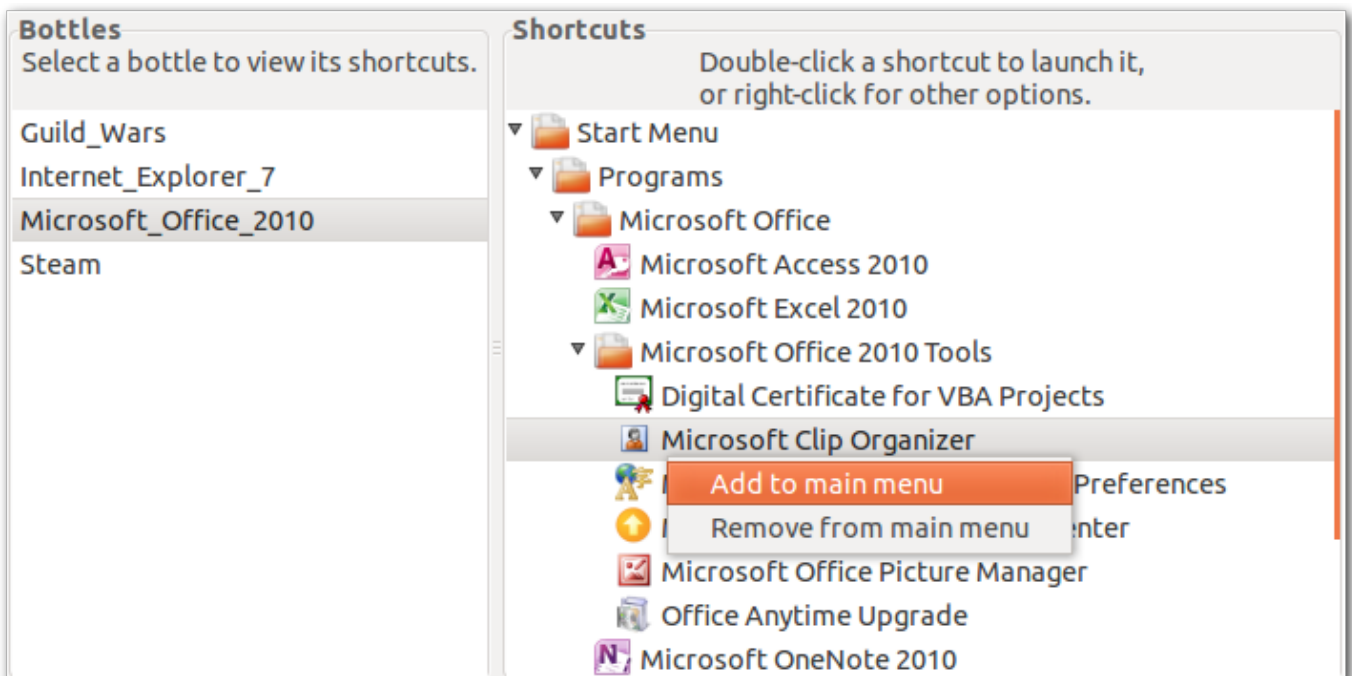 Bottles
Select a bottle to view its shortcuts.
Guild_Wars
Internet_Explorer_7
Microsoft_Office_2010
Steam
Shortcuts
Double-click a shortcut to launch it,
or right-click for other options.
Start Menu
Programs
Microsoft Office
Microsoft Access 2010
Microsoft Excel 2010
Microsoft Office 2010 Tools
Digital Certificate for VBA Projects
Microsoft Clip Organizer
Add to main menu
Preferences
Remove from main menu
Microsoft Office Picture Manager
Office Anytime Upgrade
Microsoft OneNote 2010